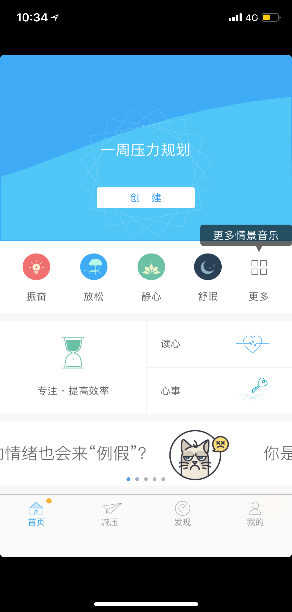 10:34
4G
一周压力规划
创 建
更多情景音乐
振奋
放松
静心
舒眠
更多
专注·提高效率
读心
心事
情绪也会来“例假”?
你是
首页
减压
发现
我的